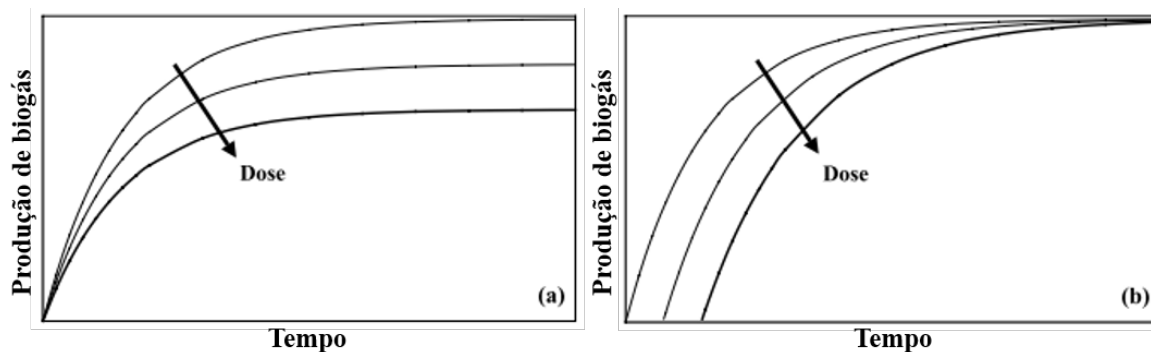 Produção de biogás
Dose
(a)
Tempo
Produção de biogás
Dose
(b)
Tempo